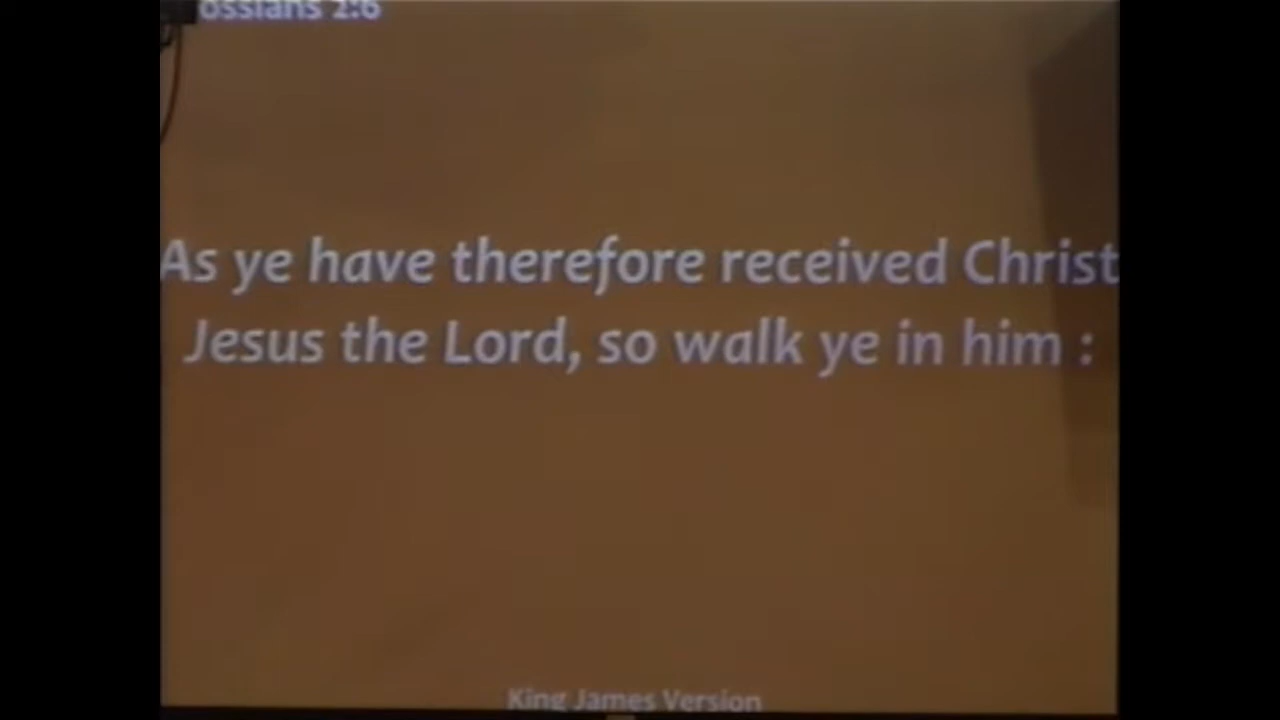 ossians 2:6
As ye have therefore received Christ
Jesus the Lord, so walk ye in him :
King James Version